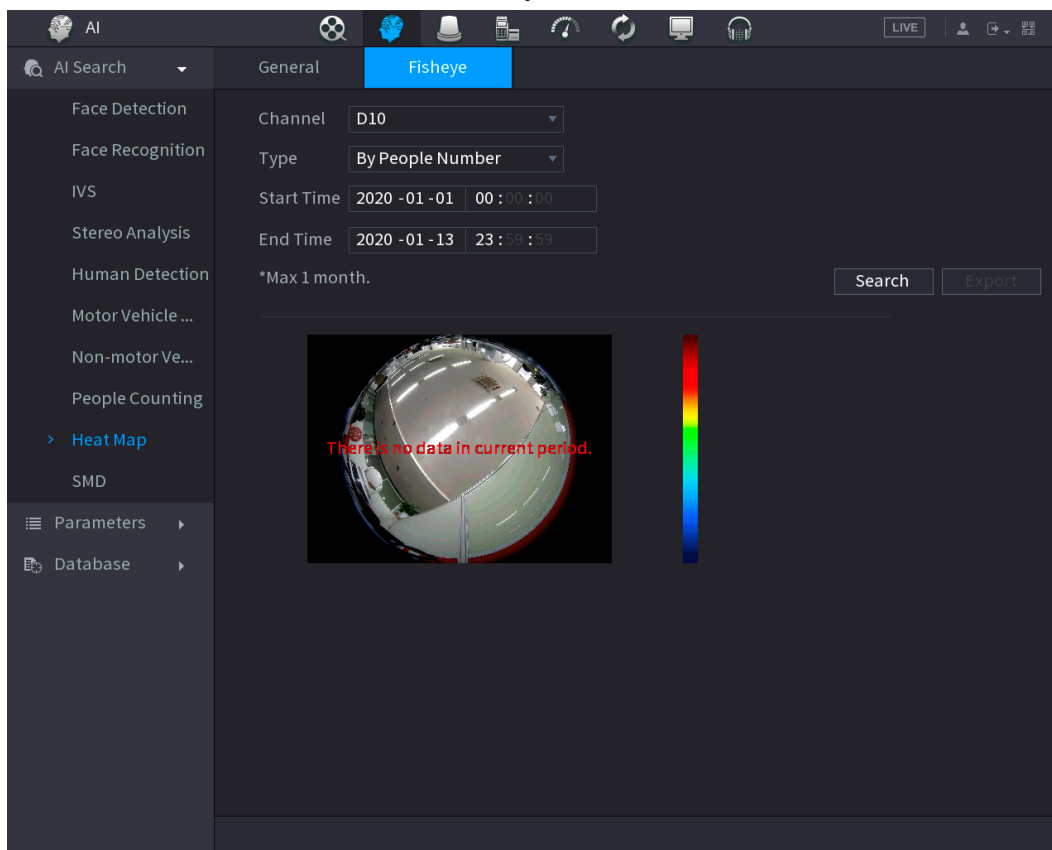 AI
LIVE
AI Search
General
Fisheye
Face Detection
Face Recognition
IVS
Stereo Analysis
Human Detection
Motor Vehicle ...
Non-motor Ve...
People Counting
Heat Map
SMD
Parameters
Database
Channel D10
Type By People Number
Start Time 2020 -01 -01 00 : 00 : 00
End Time 2020 -01 -13 23 : 59 : 59
*Max 1 month.
Search
Export
There is no data in current period.